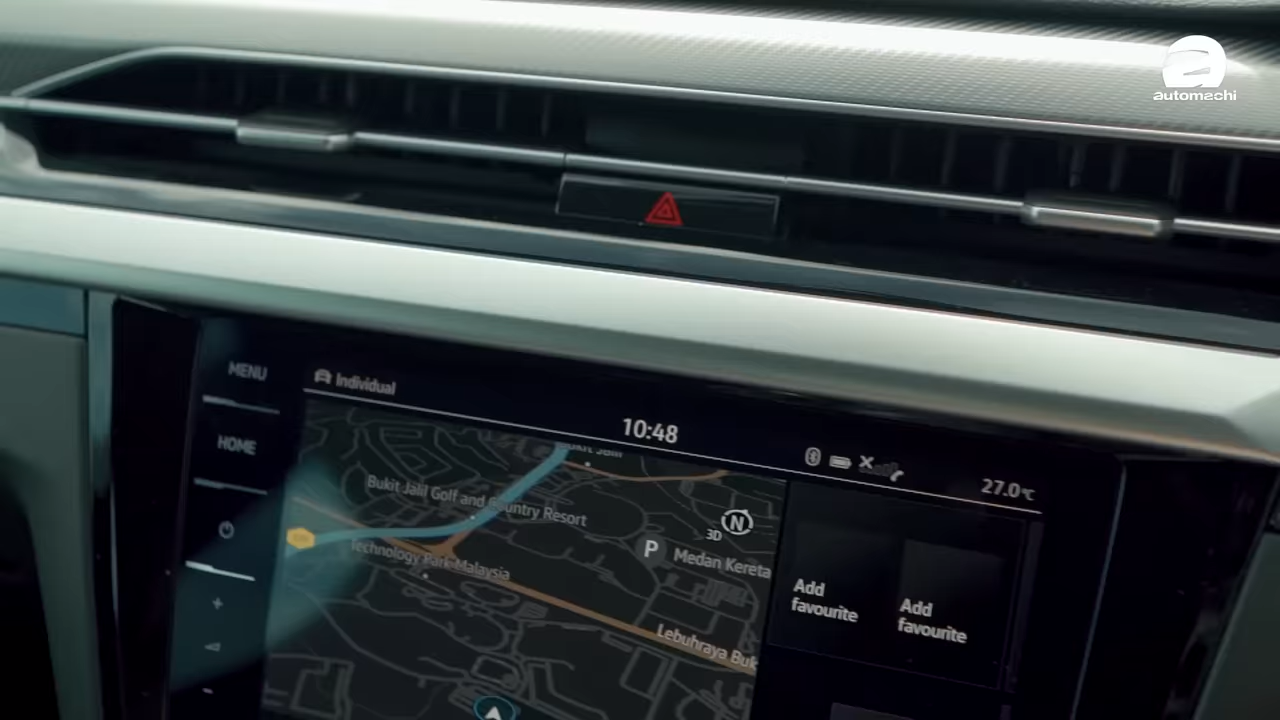 automachi
MENU
Individual
10:48
27.0°C
HOME
Bukit Jalil Golf and Country Resort
N
3D
P
Medan Kereta
Technology Park Malaysia
Add
favourite
Add
favourite
Lebuhraya Buk